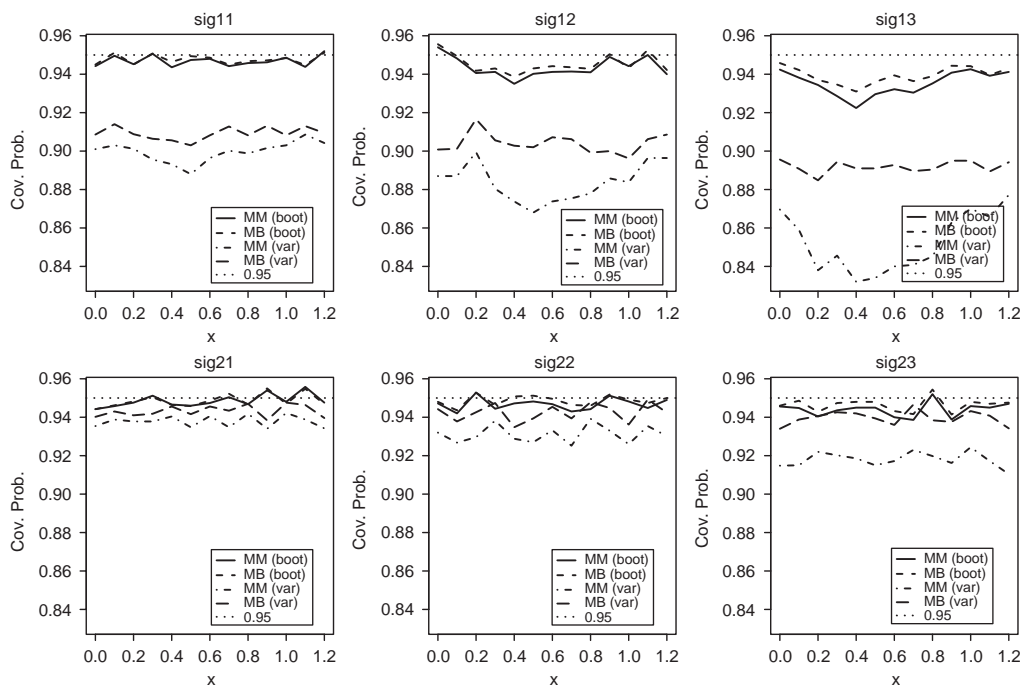 sig11
Cov. Prob.
0.96
0.94
0.92
0.90
0.88
0.86
0.84
MM (boot)
MB (boot)
MM (var)
MB (var)
0.95
0.0 0.2 0.4 0.6 0.8 1.0 1.2
x
sig12
Cov. Prob.
0.96
0.94
0.92
0.90
0.88
0.86
0.84
MM (boot)
MB (boot)
MM (var)
MB (var)
0.95
0.0 0.2 0.4 0.6 0.8 1.0 1.2
x
sig13
Cov. Prob.
0.96
0.94
0.92
0.90
0.88
0.86
0.84
MM (boot)
MB (boot)
MM (var)
MB (var)
0.95
0.0 0.2 0.4 0.6 0.8 1.0 1.2
x
sig21
Cov. Prob.
0.96
0.94
0.92
0.90
0.88
0.86
0.84
MM (boot)
MB (boot)
MM (var)
MB (var)
0.95
0.0 0.2 0.4 0.6 0.8 1.0 1.2
x
sig22
Cov. Prob.
0.96
0.94
0.92
0.90
0.88
0.86
0.84
MM (boot)
MB (boot)
MM (var)
MB (var)
0.95
0.0 0.2 0.4 0.6 0.8 1.0 1.2
x
sig23
Cov. Prob.
0.96
0.94
0.92
0.90
0.88
0.86
0.84
MM (boot)
MB (boot)
MM (var)
MB (var)
0.95
0.0 0.2 0.4 0.6 0.8 1.0 1.2
x